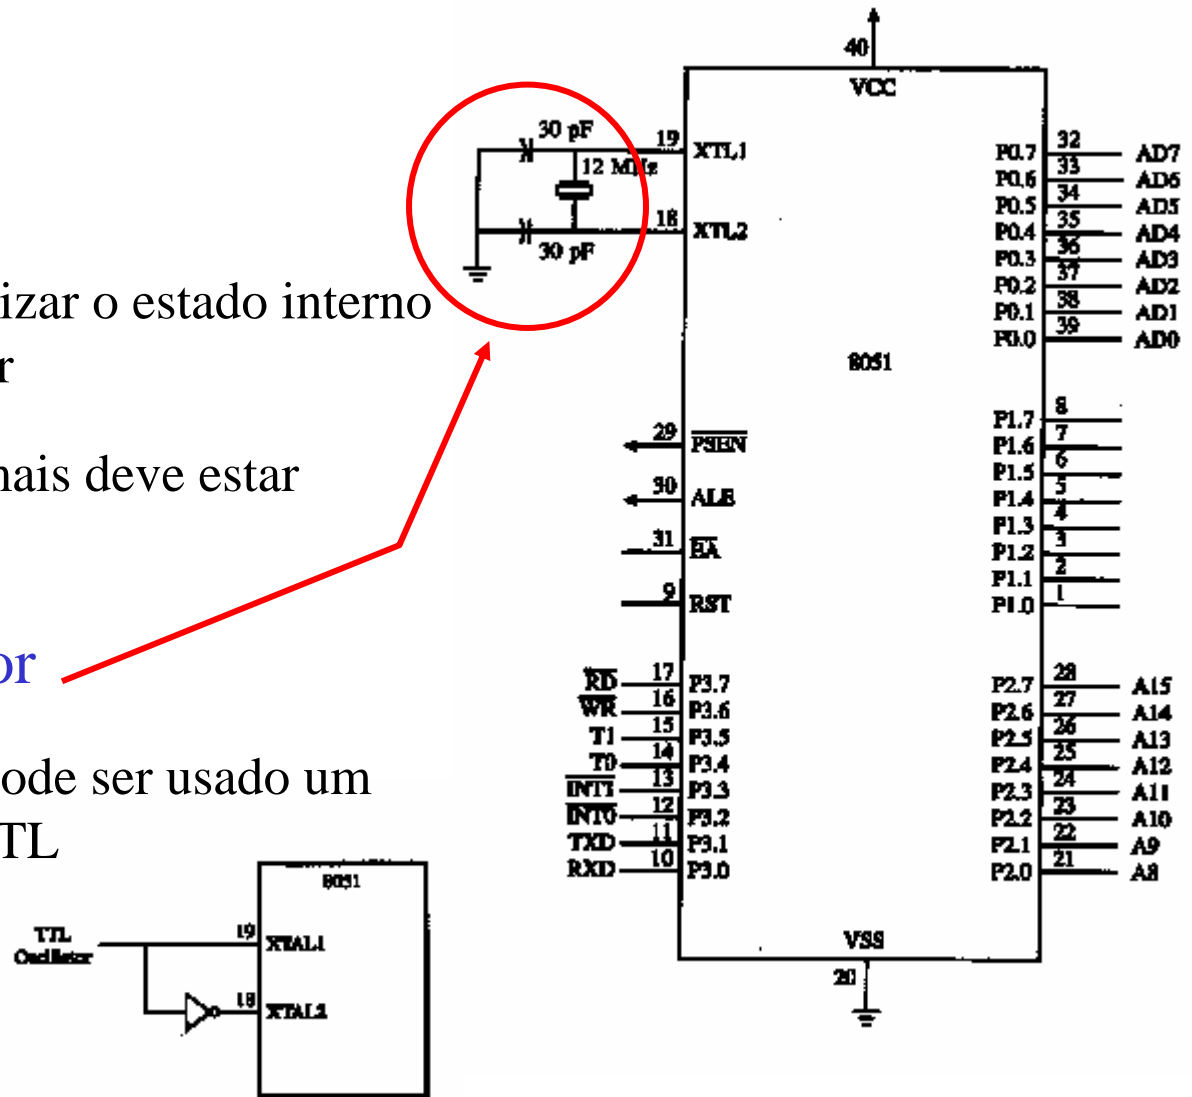 izar o estado interno
r
nais deve estar
or
ode ser usado um
TL
40
VCC
30 pF
12 MHz
30 pF
19 XTL1
18 XTL2
8051
29 PSEN
30 ALE
31 EA
9 RST
RD 17 P3.7
WR 16 P3.6
T1 15 P3.5
T0 14 P3.4
INT1 13 P3.3
INT0 12 P3.2
TXD 11 P3.1
RXD 10 P3.0
P0.7 32 AD7
P0.6 33 AD6
P0.5 34 AD5
P0.4 35 AD4
P0.3 36 AD3
P0.2 37 AD2
P0.1 38 AD1
P0.0 39 AD0
P1.7 8
P1.6 7
P1.5 6
P1.4 5
P1.3 4
P1.2 3
P1.1 2
P1.0 1
P2.7 28 A15
P2.6 27 A14
P2.5 26 A13
P2.4 25 A12
P2.3 24 A11
P2.2 23 A10
P2.1 22 A9
P2.0 21 A8
VSS
20
8051
TTL
Oscillator
19 XTAL1
18 XTAL2